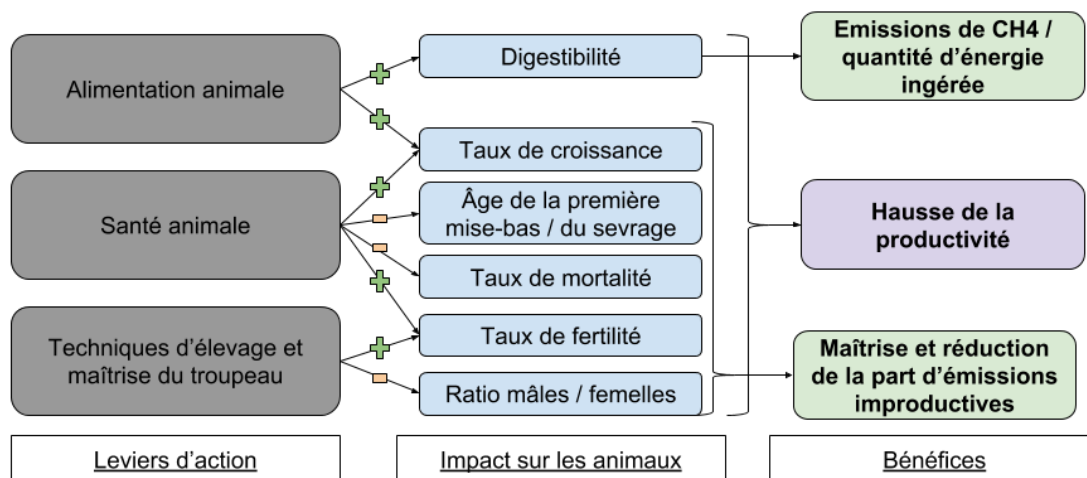 Alimentation animale
Santé animale
Techniques d'élevage et
maîtrise du troupeau
Leviers d'action
Digestibilité
Taux de croissance
Âge de la première
mise-bas / du sevrage
Taux de mortalité
Taux de fertilité
Ratio mâles / femelles
Impact sur les animaux
Emissions de CH4 /
quantité d'énergie
ingérée
Hausse de la
productivité
Maîtrise et réduction
de la part d'émissions
improductives
Bénéfices